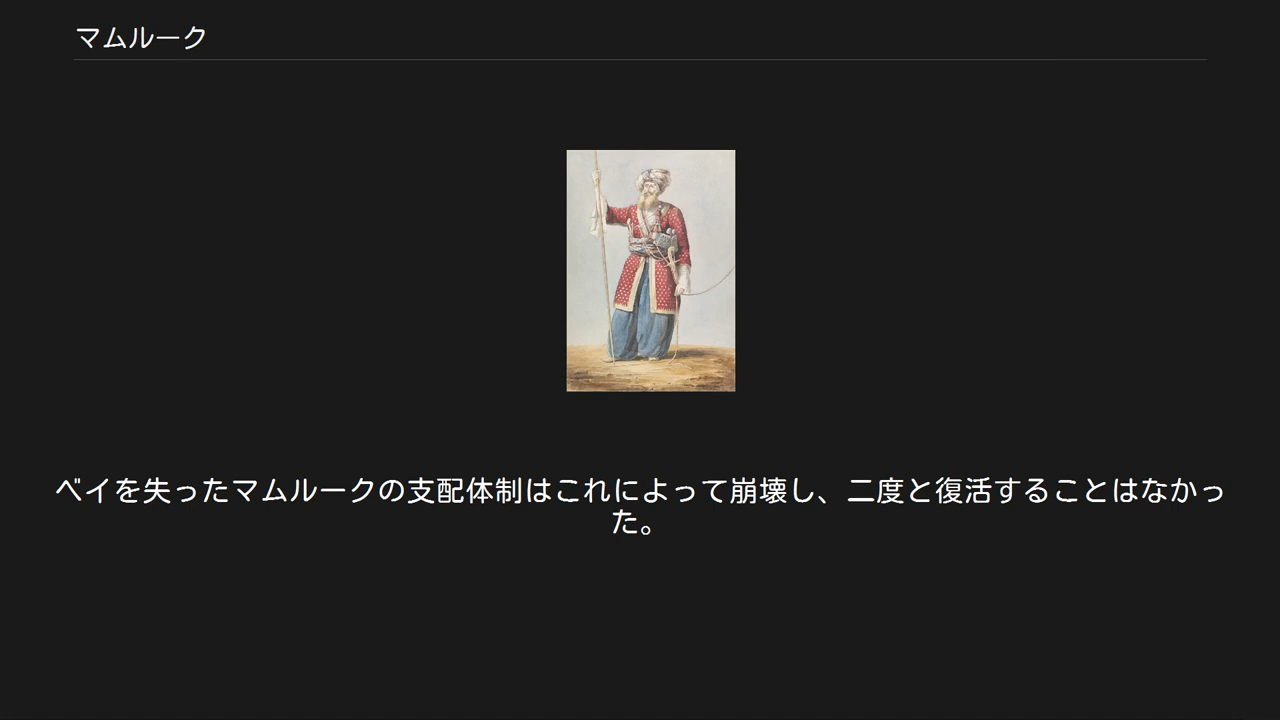 マムルーク
ベイを失ったマムルークの支配体制はこれによって崩壊し、二度と復活することはなかっ
た。